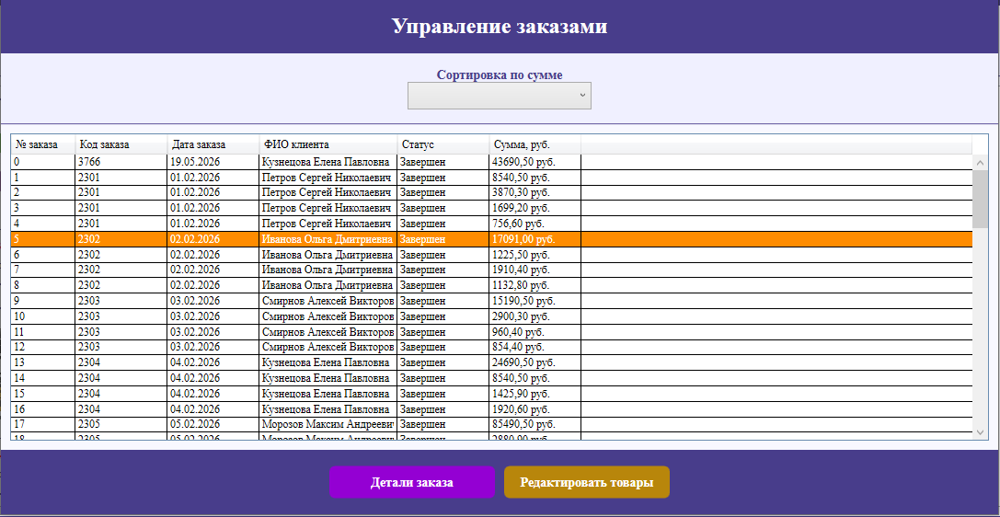 Управление заказами
Сортировка по сумме
№ заказа Код заказа Дата заказа ФИО клиента Статус Сумма, руб.
0 3766 19.05.2026 Кузнецова Елена Павловна Завершен 43690,50 руб.
1 2301 01.02.2026 Петров Сергей Николаевич Завершен 8540,50 руб.
2 2301 01.02.2026 Петров Сергей Николаевич Завершен 3870,30 руб.
3 2301 01.02.2026 Петров Сергей Николаевич Завершен 1699,20 руб.
4 2301 01.02.2026 Петров Сергей Николаевич Завершен 756,60 руб.
5 2302 02.02.2026 Иванова Ольга Дмитриевна Завершен 17091,00 руб.
6 2302 02.02.2026 Иванова Ольга Дмитриевна Завершен 1225,50 руб.
7 2302 02.02.2026 Иванова Ольга Дмитриевна Завершен 1910,40 руб.
8 2302 02.02.2026 Иванова Ольга Дмитриевна Завершен 1132,80 руб.
9 2303 03.02.2026 Смирнов Алексей Викторов Завершен 15190,50 руб.
10 2303 03.02.2026 Смирнов Алексей Викторов Завершен 2900,30 руб.
11 2303 03.02.2026 Смирнов Алексей Викторов Завершен 960,40 руб.
12 2303 03.02.2026 Смирнов Алексей Викторов Завершен 854,40 руб.
13 2304 04.02.2026 Кузнецова Елена Павловна Завершен 24690,50 руб.
14 2304 04.02.2026 Кузнецова Елена Павловна Завершен 8540,50 руб.
15 2304 04.02.2026 Кузнецова Елена Павловна Завершен 1425,90 руб.
16 2304 04.02.2026 Кузнецова Елена Павловна Завершен 1920,60 руб.
17 2305 05.02.2026 Морозов Максим Андреевич Завершен 85490,50 руб.
18 2305 05.02.2026 Морозов Максим Андреевич Завершен 2880,90 руб.
Детали заказа Редактировать товары